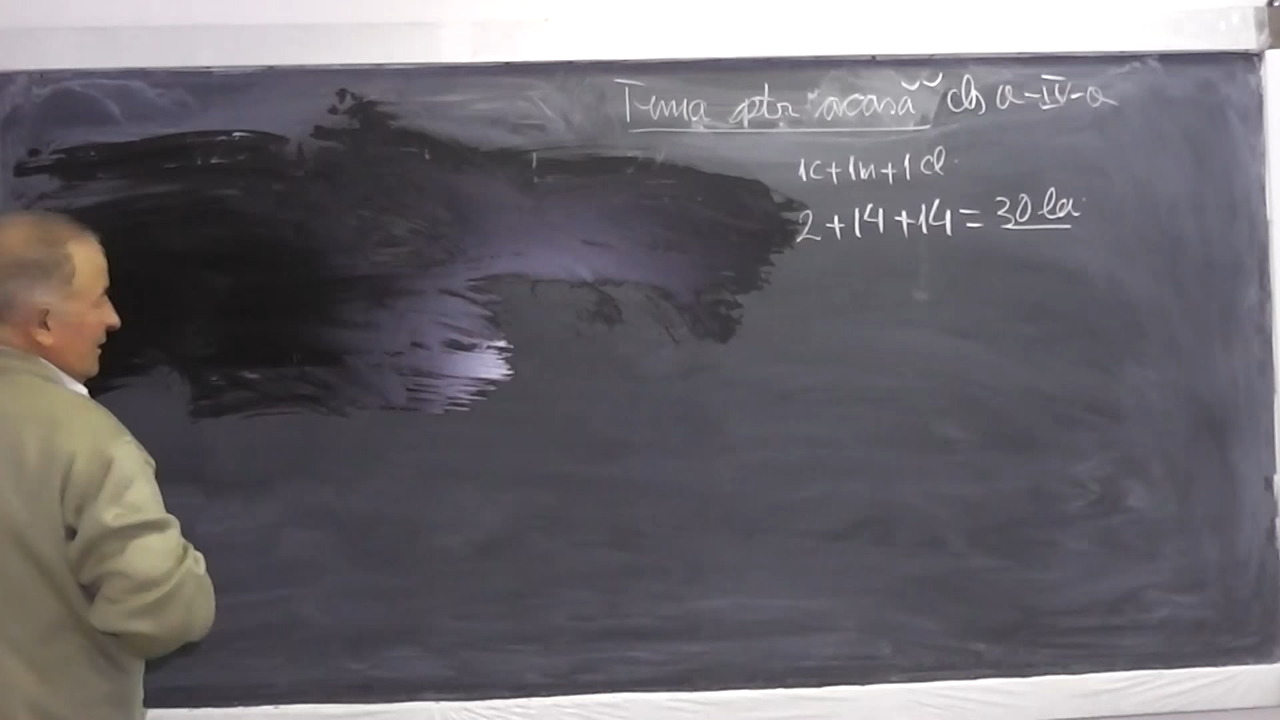 Tema ptr acasă cls a-IV-a
1c+1m+1cl.
2+14+14=30 lei